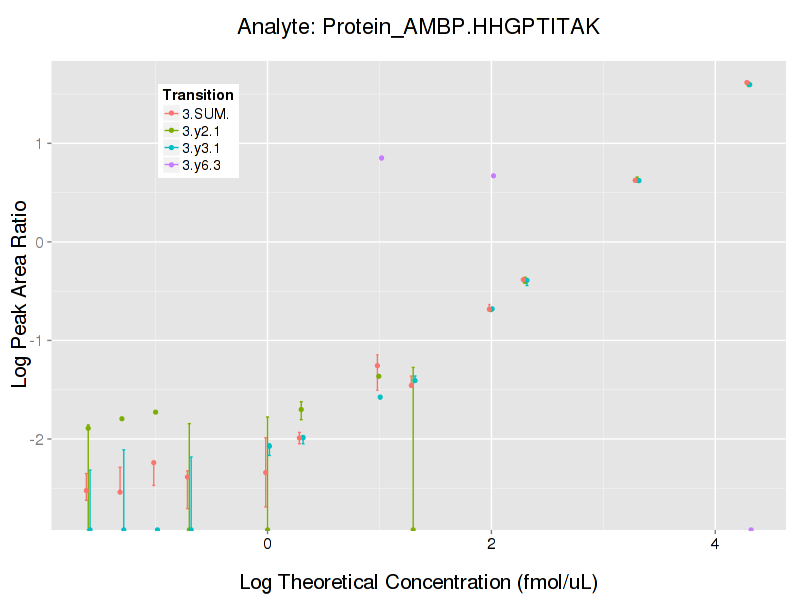 Analyte: Protein_AMBP.HHGPTITAK
Transition
3.SUM.
3.y2.1
3.y3.1
3.y6.3
Log Peak Area Ratio
1
0
-1
-2
0 2 4
Log Theoretical Concentration (fmol/uL)